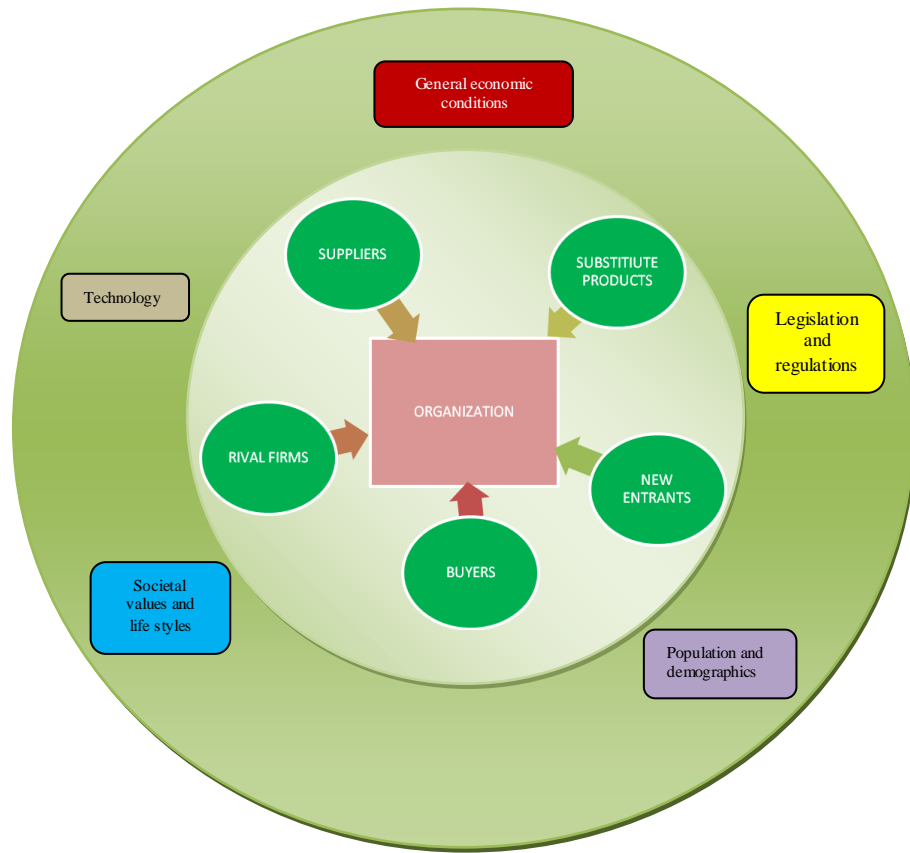 General economic
conditions
SUPPLIERS
SUBSTITIUTE
PRODUCTS
Technology
Legislation
and
regulations
ORGANIZATION
RIVAL FIRMS
NEW
ENTRANTS
BUYERS
Societal
values and
life styles
Population and
demographics